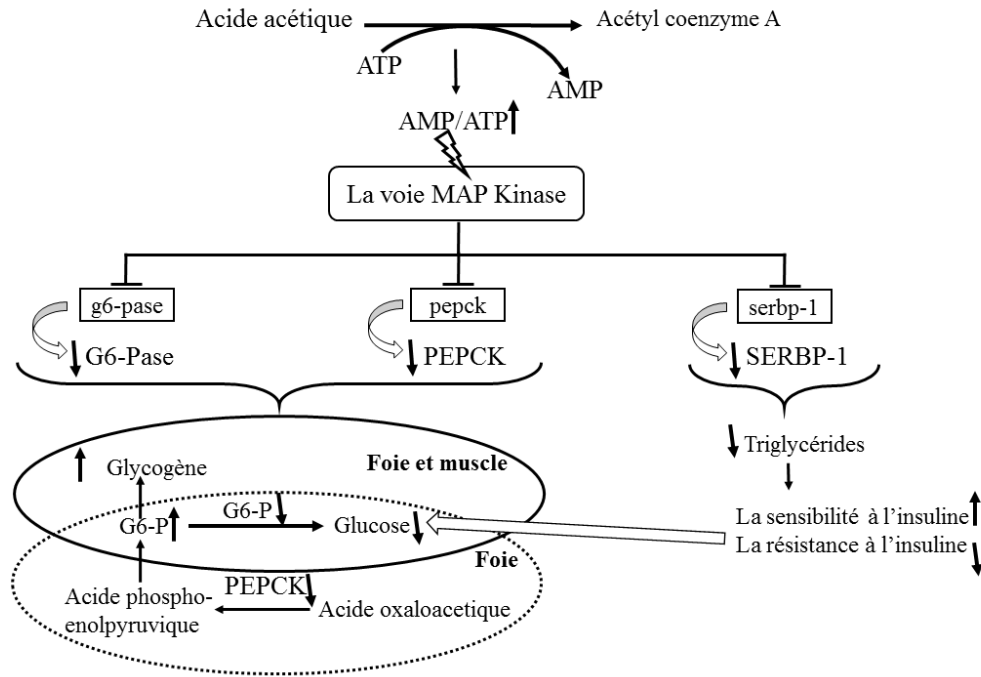 Acide acétique
Acétyl coenzyme A
ATP
AMP
AMP/ATP
La voie MAP Kinase
g6-pase
pepck
serbp-1
G6-Pase
PEPCK
SERBP-1
Foie et muscle
Glycogène
Triglycérides
G6-P
G6-P
Glucose
La sensibilité à l'insuline
La résistance à l'insuline
Foie
PEPCK
Acide phospho-
enolpyruvique
Acide oxaloacetique